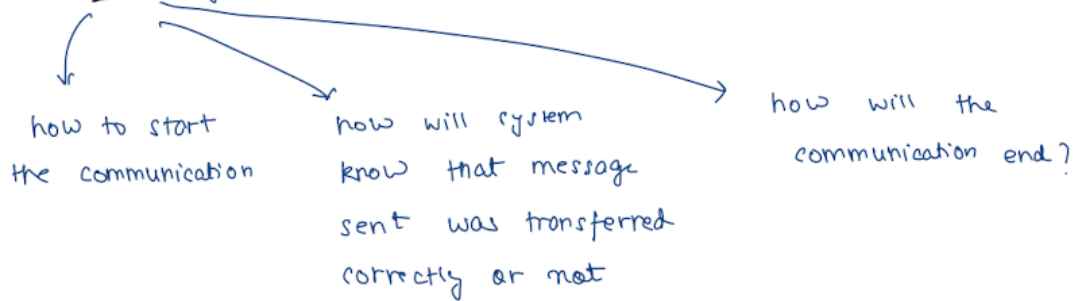 how to start
the communication
how will system
know that message
sent was transferred
correctly or not
how will the
communication end?